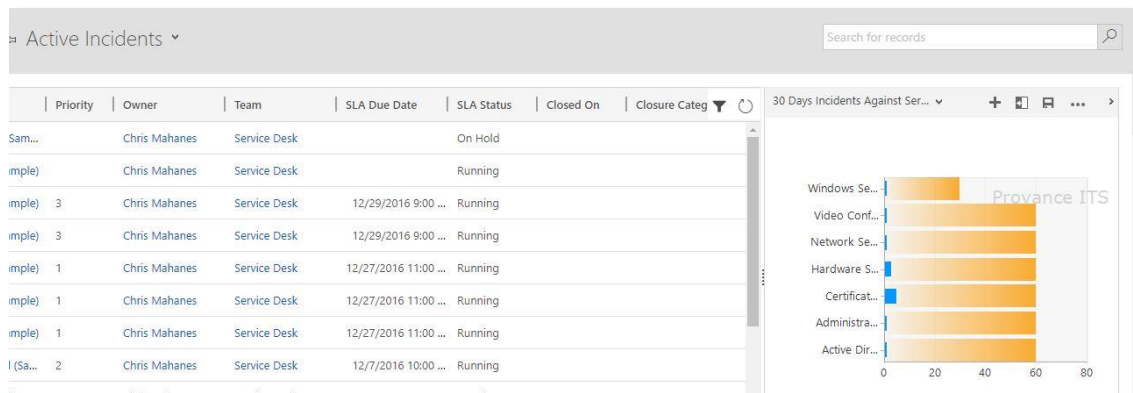 Active Incidents
Search for records
Priority Owner Team SLA Due Date SLA Status Closed On Closure Categ
Sam... Chris Mahanes Service Desk On Hold
mple) Chris Mahanes Service Desk Running
mple) 3 Chris Mahanes Service Desk 12/29/2016 9:00 ... Running
mple) 3 Chris Mahanes Service Desk 12/29/2016 9:00 ... Running
mple) 1 Chris Mahanes Service Desk 12/27/2016 11:00 ... Running
mple) 1 Chris Mahanes Service Desk 12/27/2016 11:00 ... Running
mple) 1 Chris Mahanes Service Desk 12/27/2016 11:00 ... Running
l (Sa... 2 Chris Mahanes Service Desk 12/7/2016 10:00 ... Running
30 Days Incidents Against Ser...
Provance ITS
Windows Se...
Video Conf...
Network Se...
Hardware S...
Certificat...
Administra...
Active Dir...
0 20 40 60 80